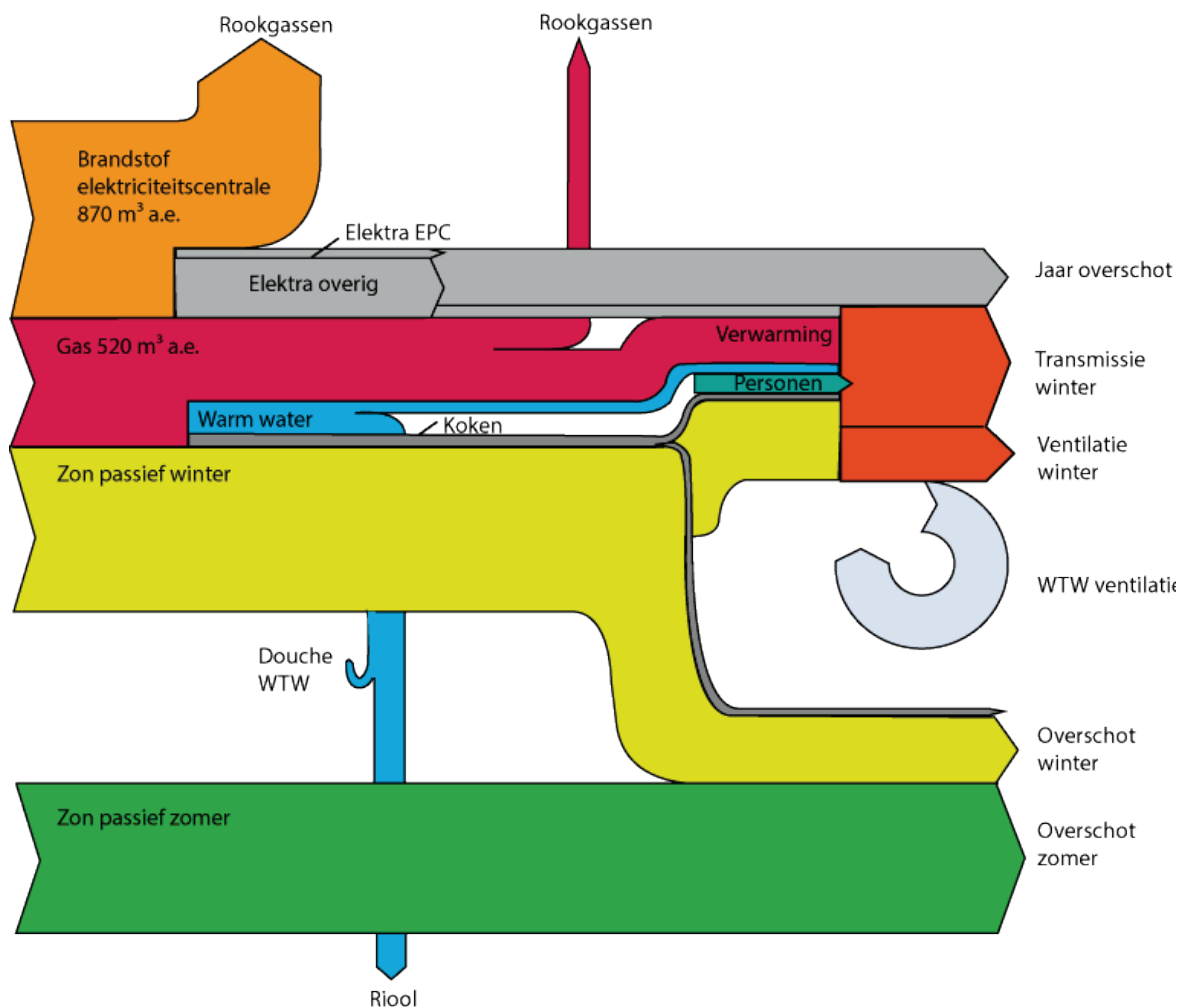 Rookgassen
Rookgassen
Brandstof
elektriciteitscentrale
870 m³ a.e.
Elektra EPC
Elektra overig
Jaar overschot
Gas 520 m³ a.e.
Verwarming
Transmissie
winter
Personen
Warm water
Koken
Ventilatie
winter
Zon passief winter
WTW ventilatie
Douche
WTW
Overschot
winter
Zon passief zomer
Overschot
zomer
Riool